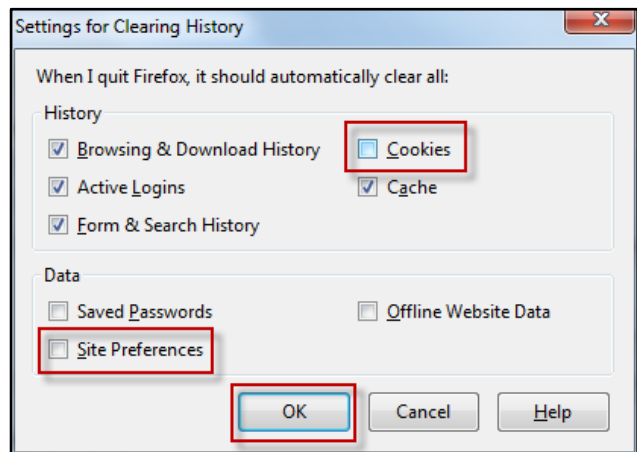 Settings for Clearing History
When I quit Firefox, it should automatically clear all:
History
Browsing & Download History
Cookies
Active Logins
Cache
Form & Search History
Data
Saved Passwords
Offline Website Data
Site Preferences
OK
Cancel
Help